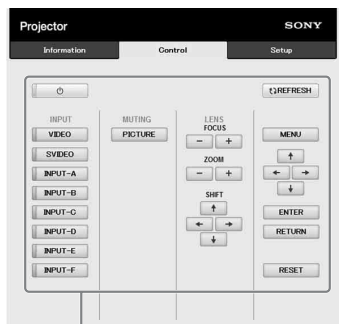 Projector
SONY
Information
Control
Setup
REFRESH
INPUT
VIDEO
SVIDEO
INPUT-A
INPUT-B
INPUT-C
INPUT-D
INPUT-E
INPUT-F
MUTING
PICTURE
LENS
FOCUS
- +
ZOOM
- +
SHIFT
MENU
ENTER
RETURN
RESET